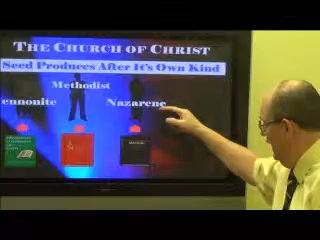 The Church of Christ
Seed Produces After It's Own Kind
Methodist
ennonite
Nazarene